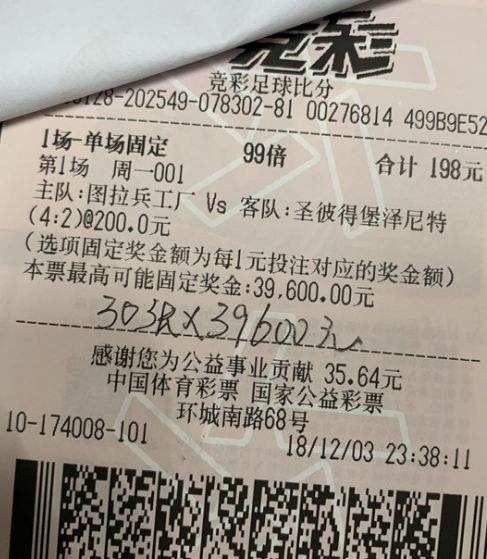 竞彩
竞彩足球比分
128-202549-078302-81 00276814 499B9E52
1场-单场固定 99倍 合计 198元
第1场 周一001
主队:图拉兵工厂 Vs 客队:圣彼得堡泽尼特
(4:2)@200.0元
(选项固定奖金额为每1元投注对应的奖金额)
本票最高可能固定奖金:39,600.00元
303张×39600元
感谢您为公益事业贡献 35.64元
中国体育彩票 国家公益彩票
环城南路68号
10-174008-101 18/12/03 23:38:11